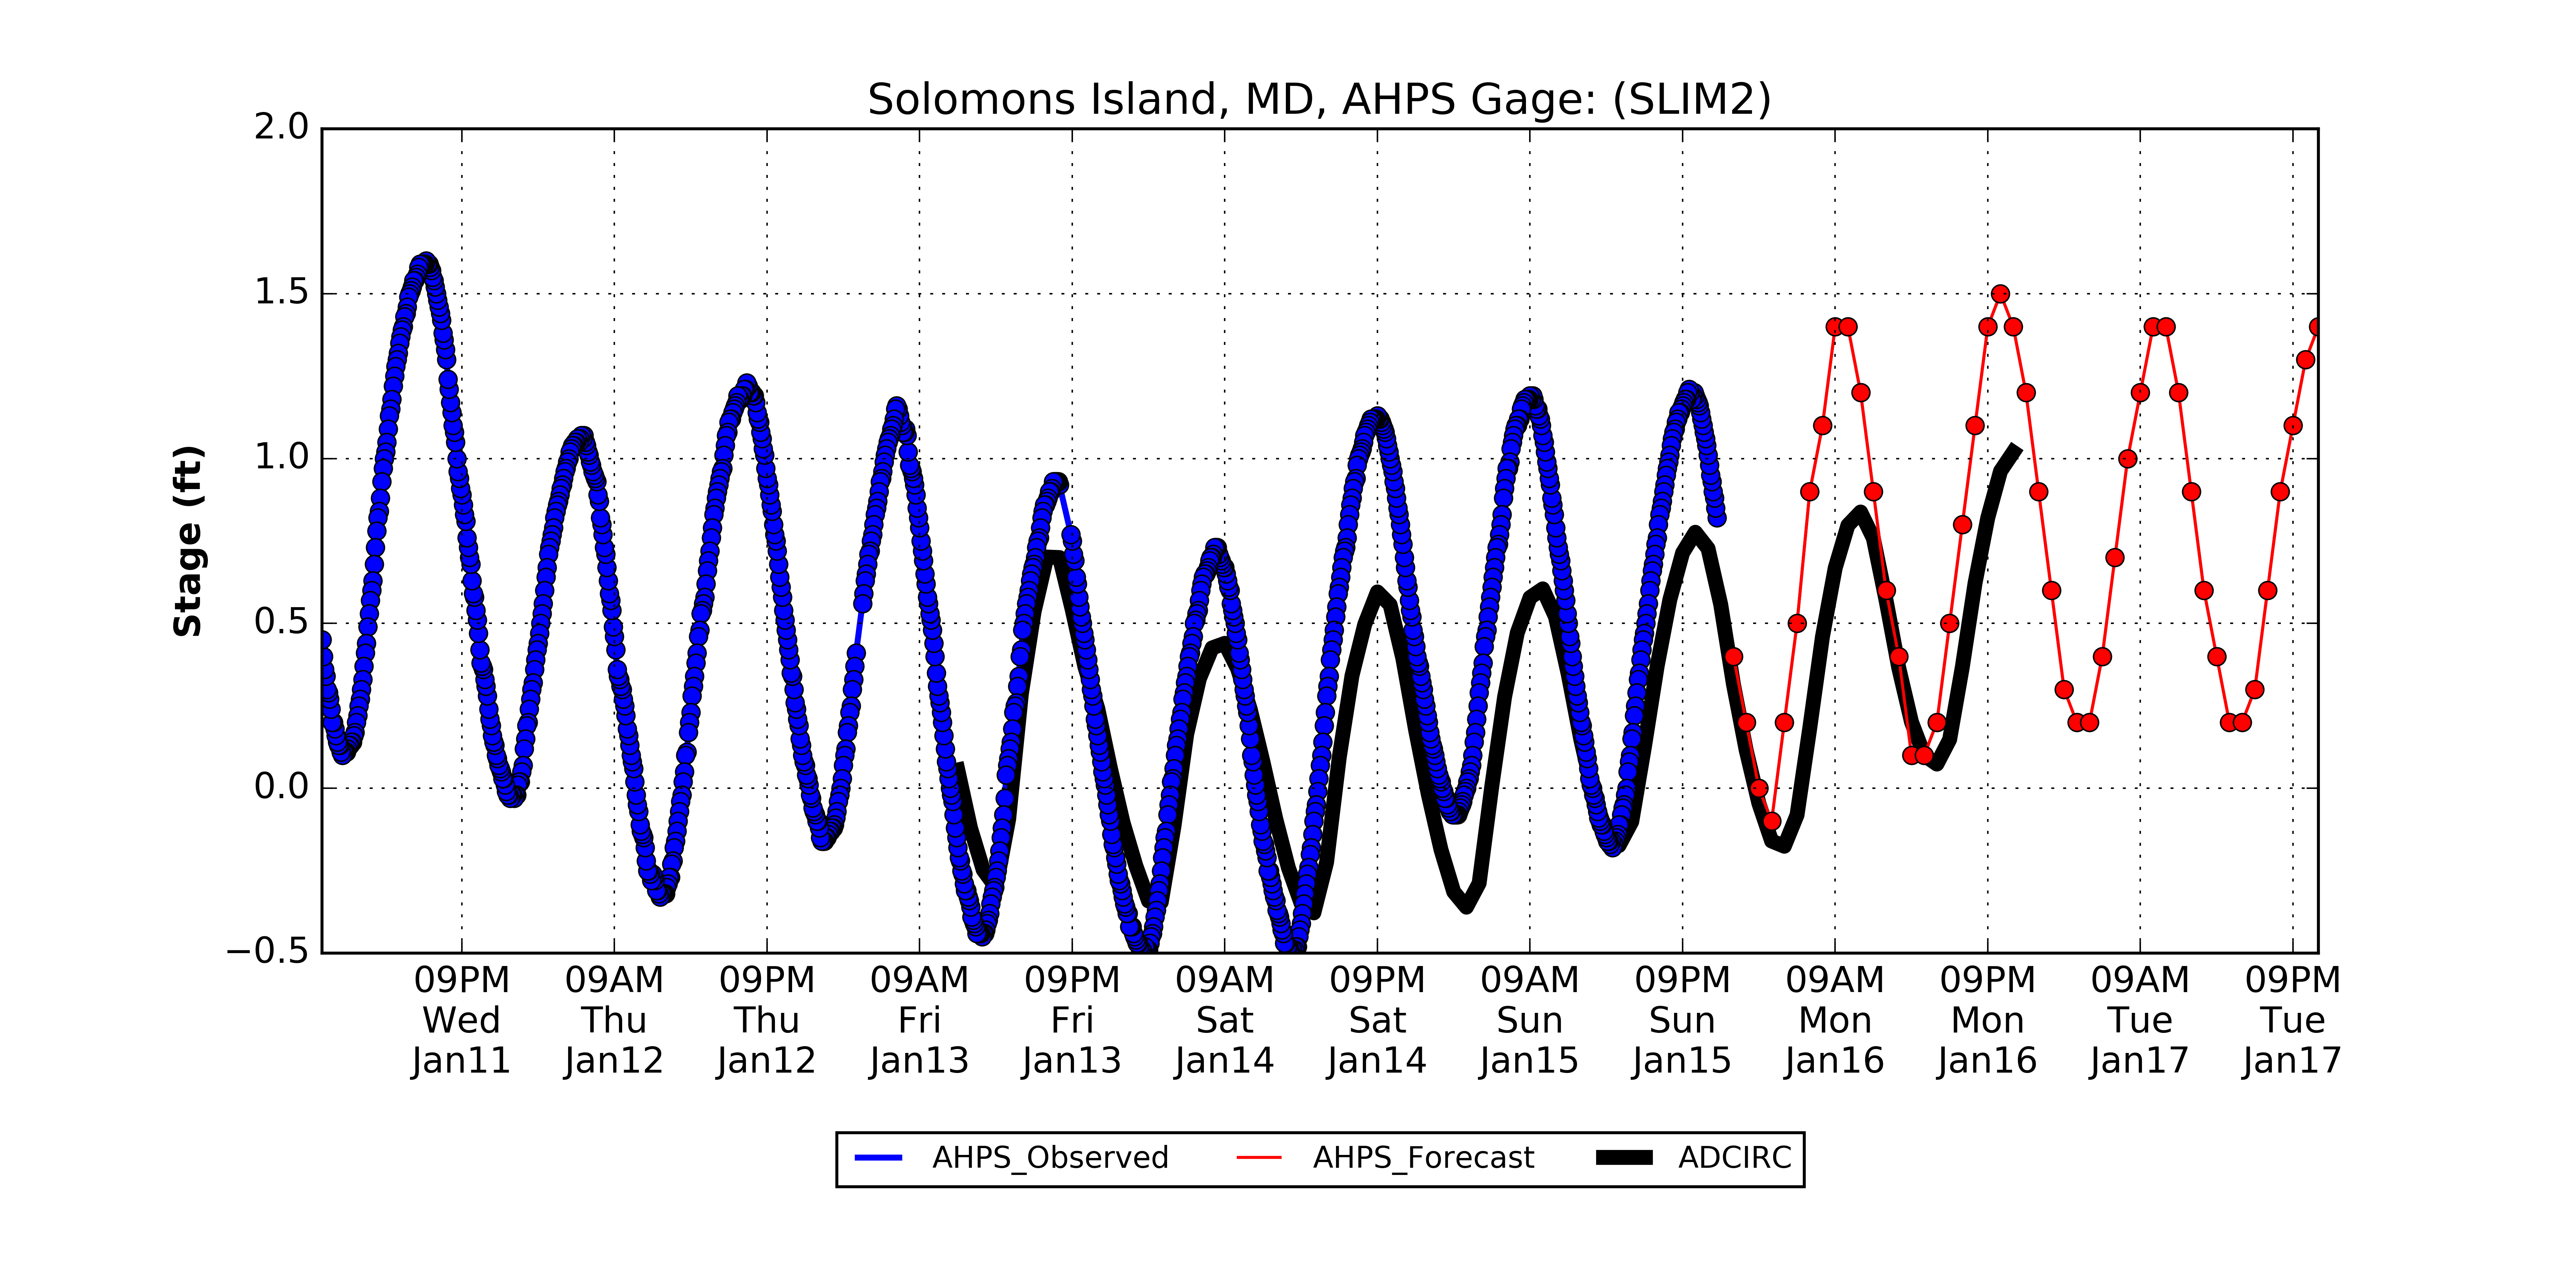 Solomons Island, MD, AHPS Gage: (SLIM2)
2.0
1.5
1.0
0.5
0.0
−0.5
Stage (ft)
09PM 09AM 09PM 09AM 09PM 09AM 09PM 09AM 09PM 09AM 09PM 09AM 09PM
Wed Thu Thu Fri Fri Sat Sat Sun Sun Mon Mon Tue Tue
Jan11 Jan12 Jan12 Jan13 Jan13 Jan14 Jan14 Jan15 Jan15 Jan16 Jan16 Jan17 Jan17
AHPS_Observed AHPS_Forecast ADCIRC